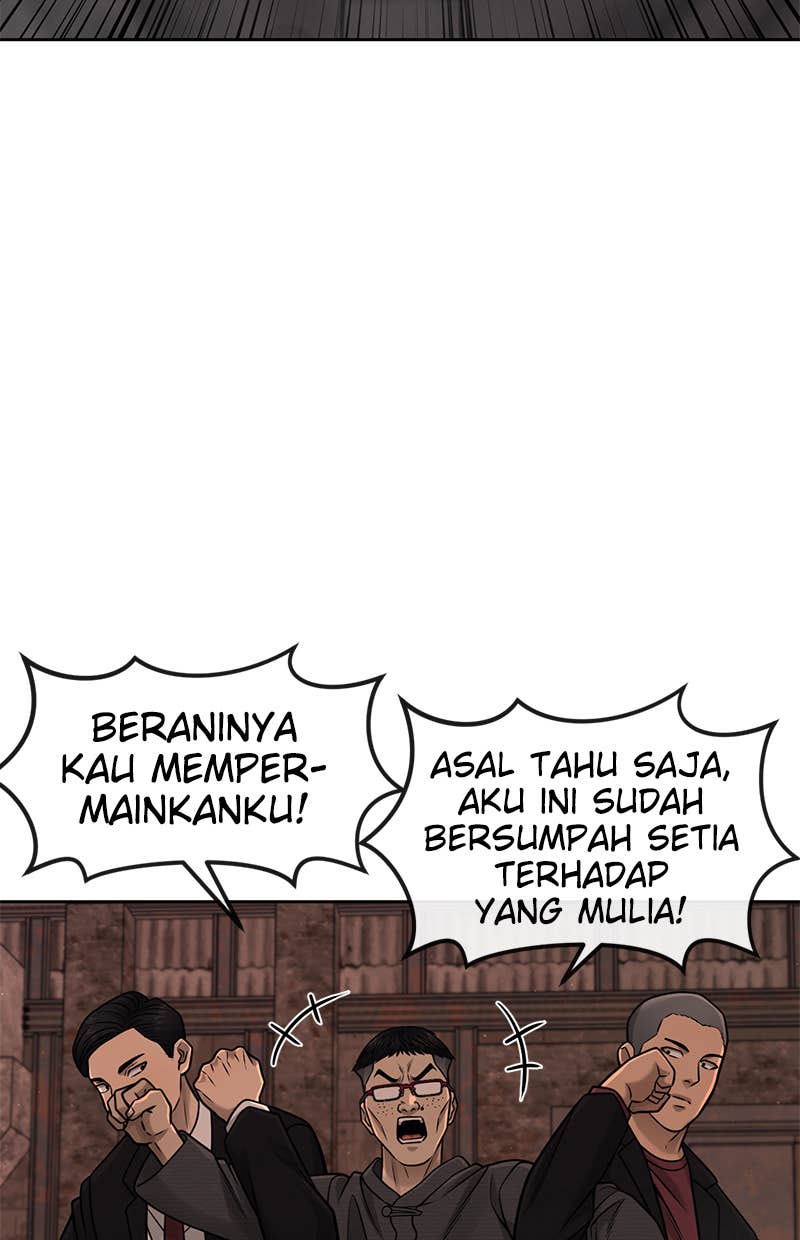 BERANINYA
KAU MEMPER-
MAINKANKU!
ASAL TAHU SAJA,
AKU INI SUDAH
BERSUMPAH SETIA
TERHADAP
YANG MULIA!